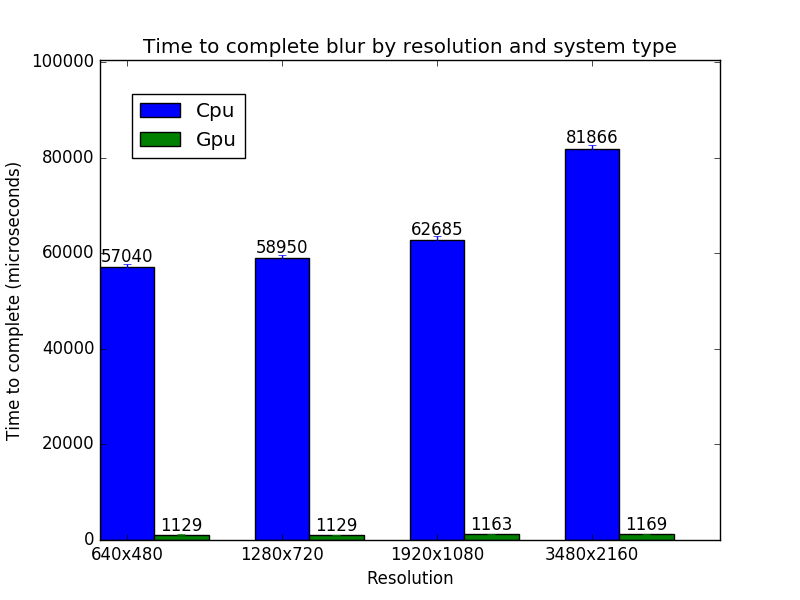 Time to complete blur by resolution and system type
100000
80000
60000
40000
20000
0
Time to complete (microseconds)
Cpu
Gpu
57040
1129
58950
1129
62685
1163
81866
1169
640x480
1280x720
1920x1080
3480x2160
Resolution